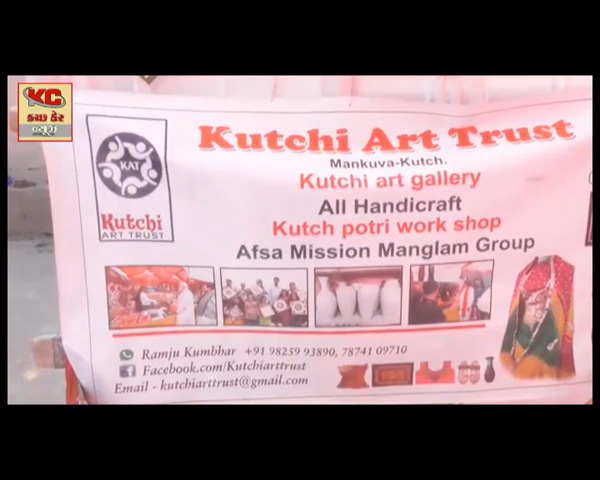 KC
કચ્છ કેર
ન્યૂઝ
KAT
Kutchi
ART TRUST
Kutchi Art Trust
Mankuva-Kutch.
Kutchi art gallery
All Handicraft
Kutch potri work shop
Afsa Mission Manglam Group
Ramju Kumbhar +91 98259 93890, 78741 09710
Facebook.com/Kutchiarttrust
Email - kutchiarttrust@gmail.com